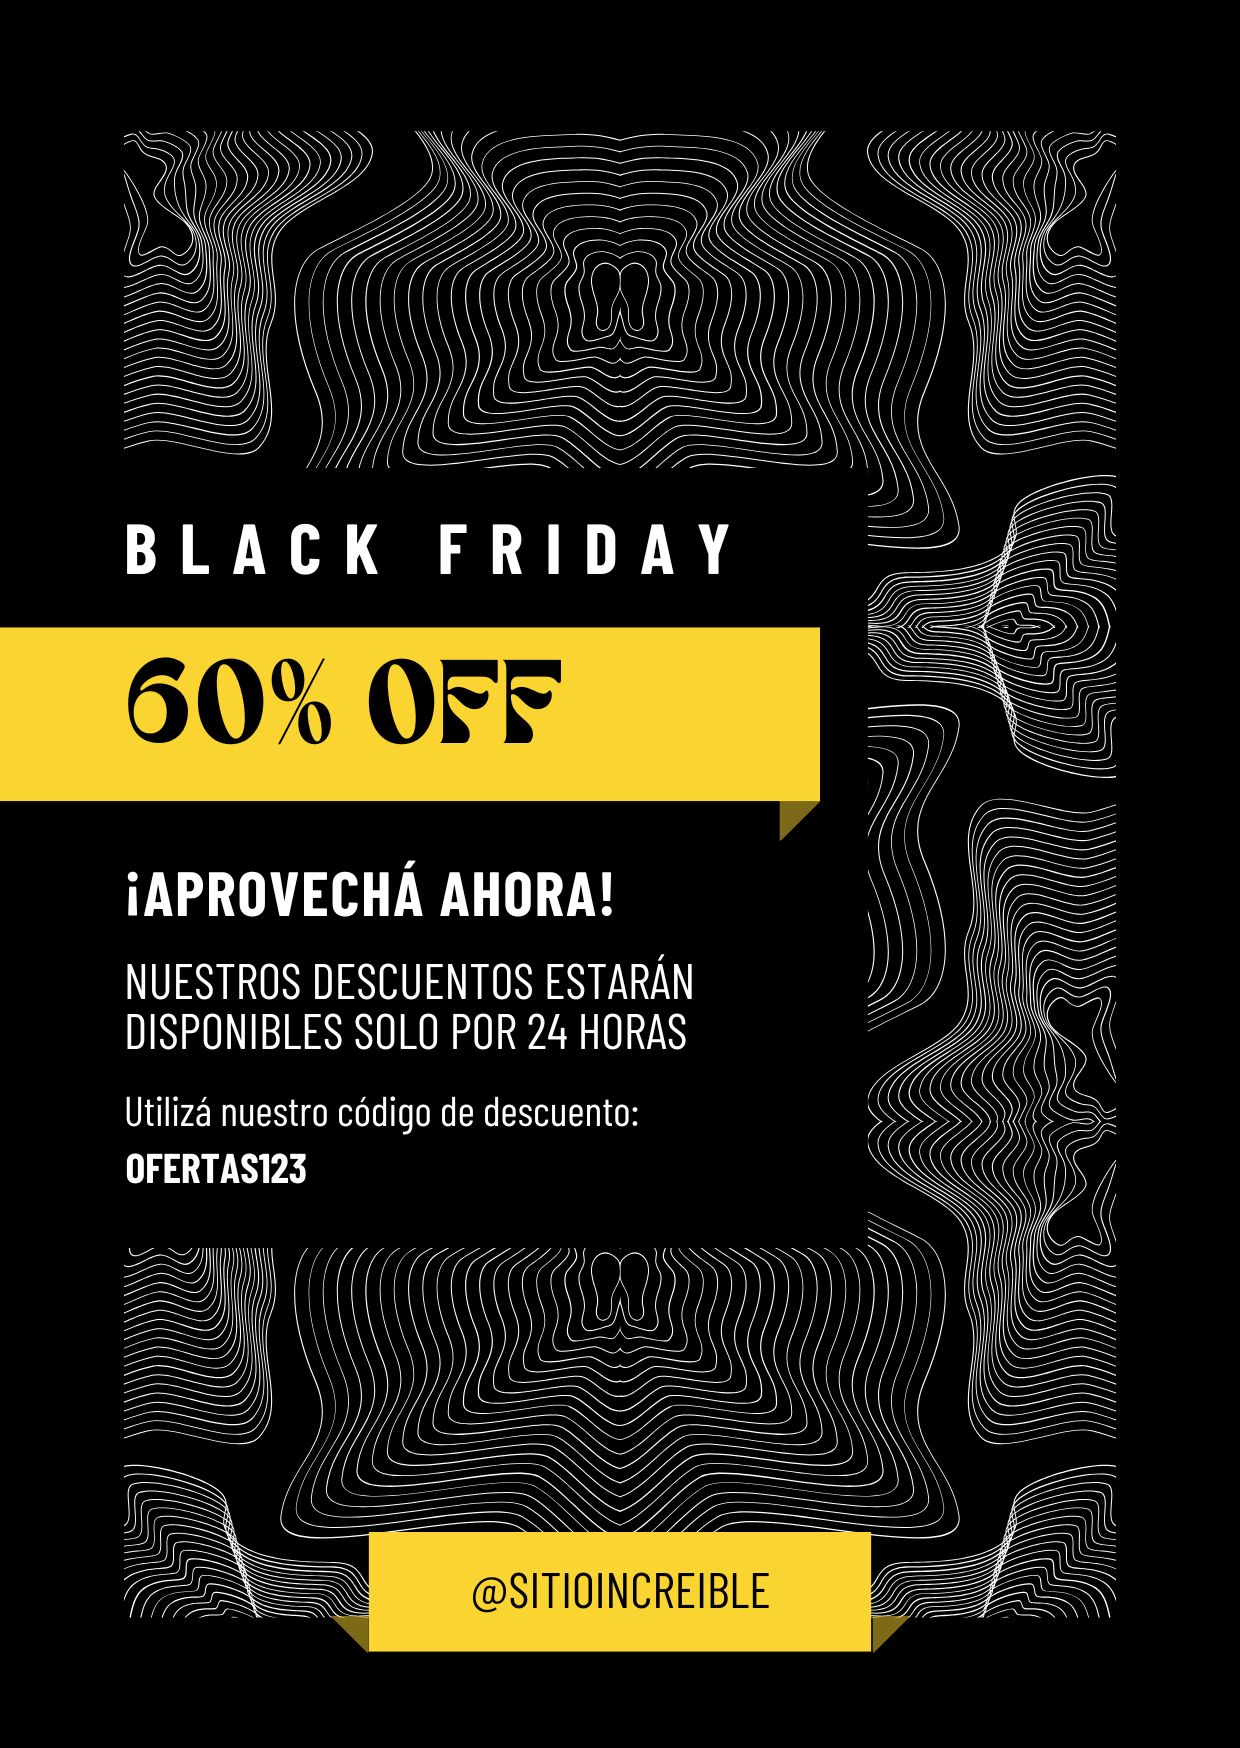 BLACK FRIDAY
60% OFF
¡APROVECHÁ AHORA!
NUESTROS DESCUENTOS ESTARÁN
DISPONIBLES SOLO POR 24 HORAS
Utilizá nuestro código de descuento:
OFERTAS123
@SITIOINCREIBLE